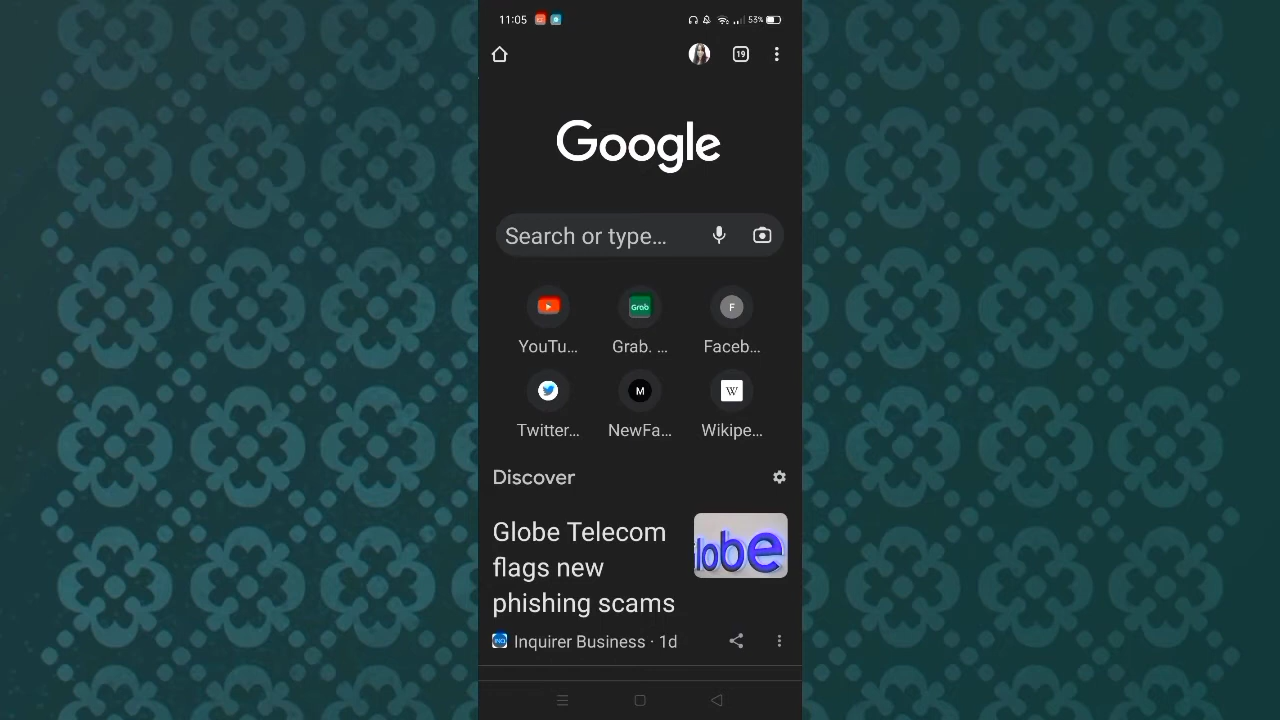 11:05 53%
19
Google
Search or type...
Grab F
YouTu... Grab. ... Faceb...
M W
Twitter... NewFa... Wikipe...
Discover
Globe Telecom
flags new
phishing scams
lobe
Inquirer Business · 1d